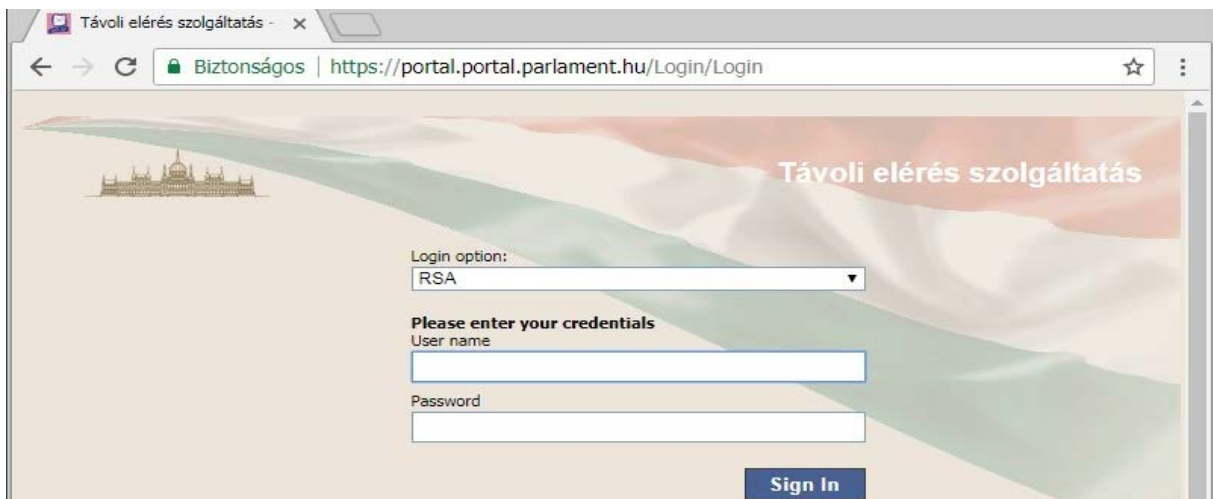 Távoli elérés szolgáltatás -
Biztonságos | https://portal.portal.parlament.hu/Login/Login
Távoli elérés szolgáltatás
Login option:
RSA
Please enter your credentials
User name
Password
Sign In